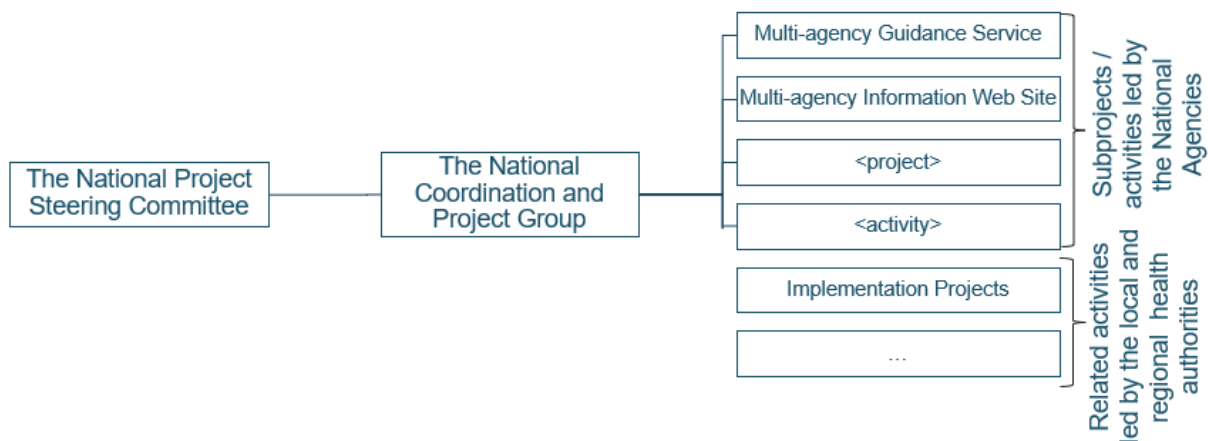 The National Project
Steering Committee
The National
Coordination and
Project Group
Multi-agency Guidance Service
Multi-agency Information Web Site
<project>
<activity>
Implementation Projects
...
Subprojects /
activities led by
the National
Agencies
Related activities
led by the local and
regional health
authorities